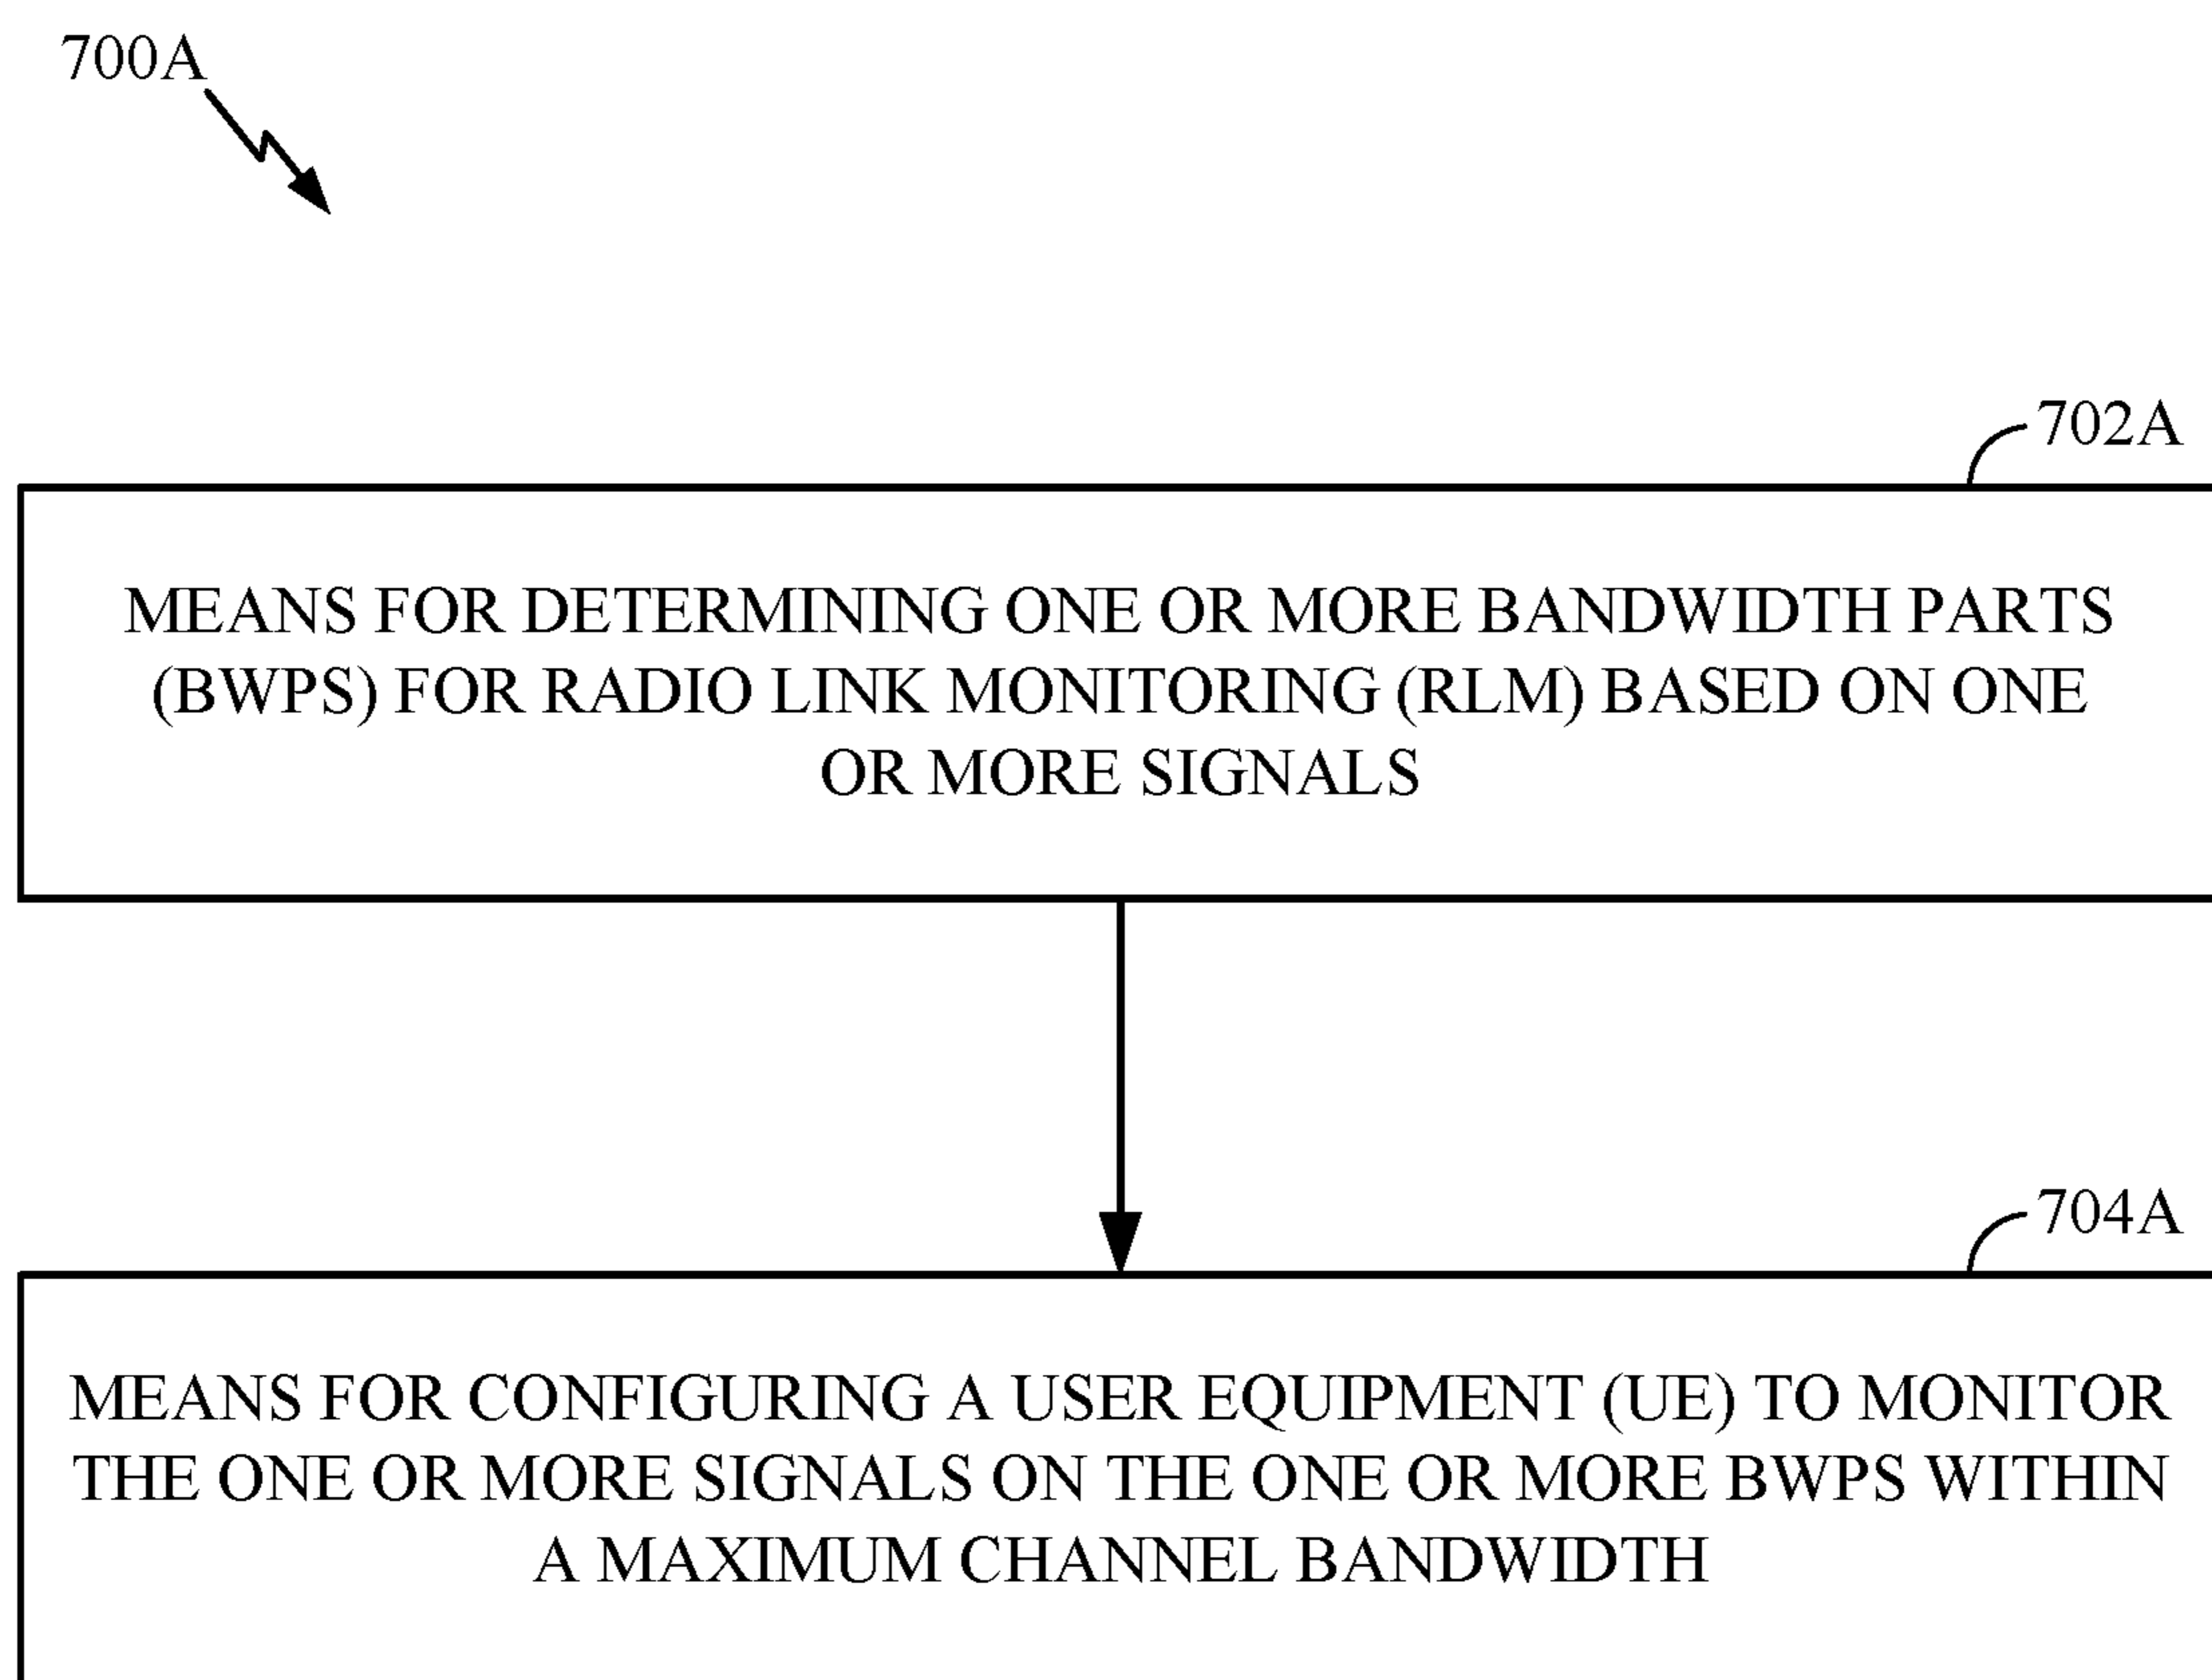 700A
702A
MEANS FOR DETERMINING ONE OR MORE BANDWIDTH PARTS
(BWPS) FOR RADIO LINK MONITORING (RLM) BASED ON ONE
OR MORE SIGNALS
704A
MEANS FOR CONFIGURING A USER EQUIPMENT (UE) TO MONITOR
THE ONE OR MORE SIGNALS ON THE ONE OR MORE BWPS WITHIN
A MAXIMUM CHANNEL BANDWIDTH